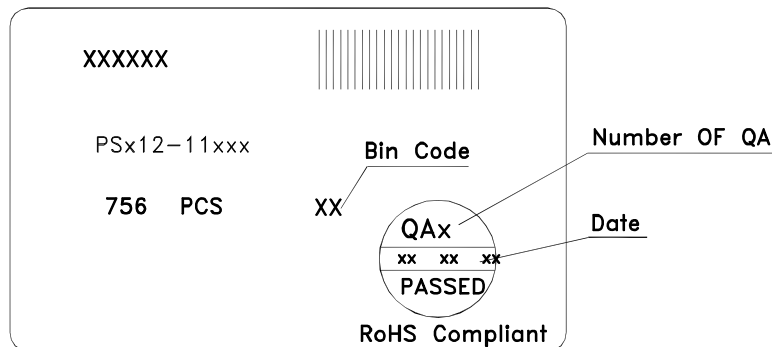 XXXXXX
PSx12-11xxx
Bin Code
Number OF QA
756 PCS
XX
QAx
Date
xx xx xx
PASSED
RoHS Compliant